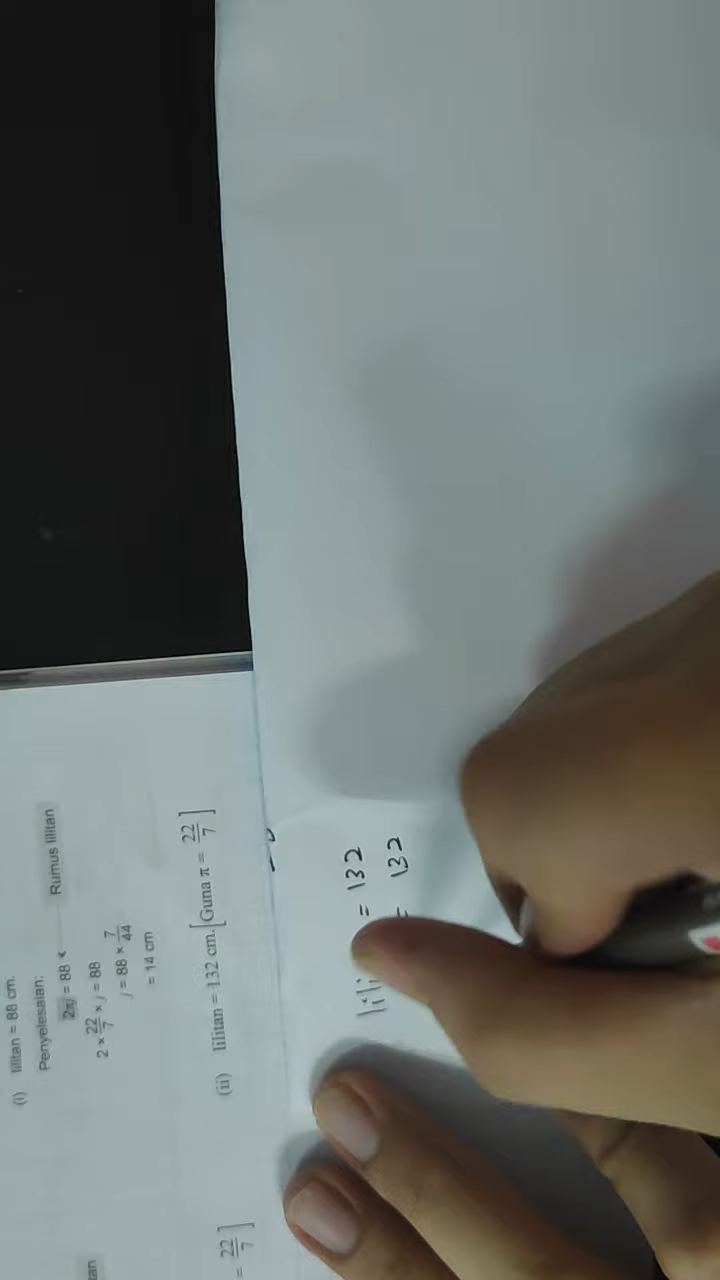 (i) lilitan = 88 cm.
Penyelesaian:
2πj = 88 Rumus lilitan
2 × 22/7 × j = 88
j = 88 × 7/44
= 14 cm
= 22/7 ]
(ii) lilitan = 132 cm. [Guna π = 22/7]
= 132
= 132